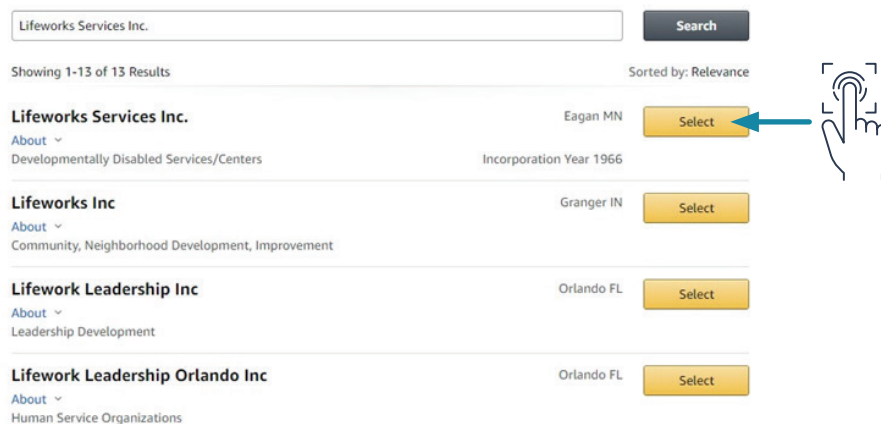 Lifeworks Services Inc.
Search
Showing 1-13 of 13 Results
Sorted by: Relevance
Lifeworks Services Inc.
Eagan MN
Select
About
Developmentally Disabled Services/Centers
Incorporation Year 1966
Lifeworks Inc
Granger IN
Select
About
Community, Neighborhood Development, Improvement
Lifework Leadership Inc
Orlando FL
Select
About
Leadership Development
Lifework Leadership Orlando Inc
Orlando FL
Select
About
Human Service Organizations